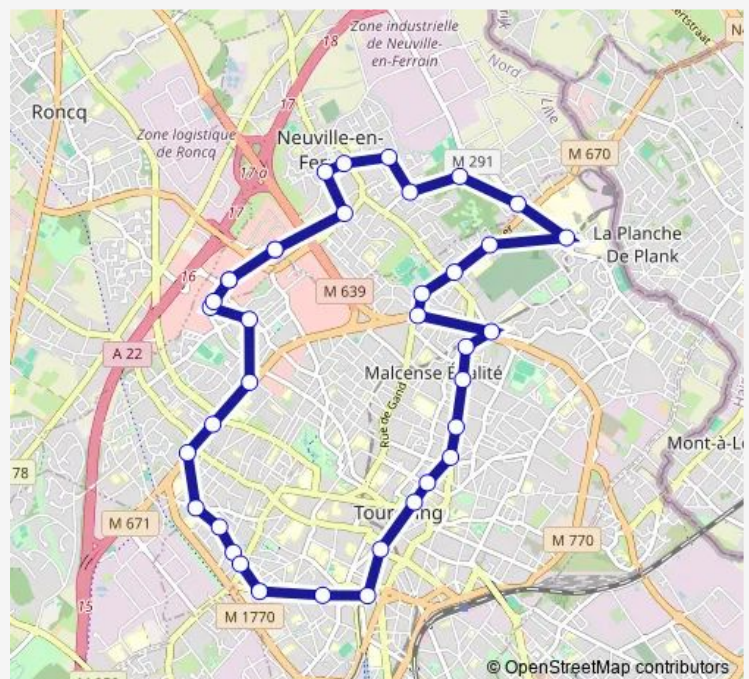 18
Zone industrielle
de Neuville-
en-Ferrain
Nord
Lille
Roncq
17
Zone logistique
de Roncq
Neuville-en-
17 a
M 291
M 670
17
La Planche
De Plank
16
M 639
A 22
Malcense
Rue de Gand
Mont-à-
78
M 671
M 770
15
M 1770
© OpenStreetMap contributors